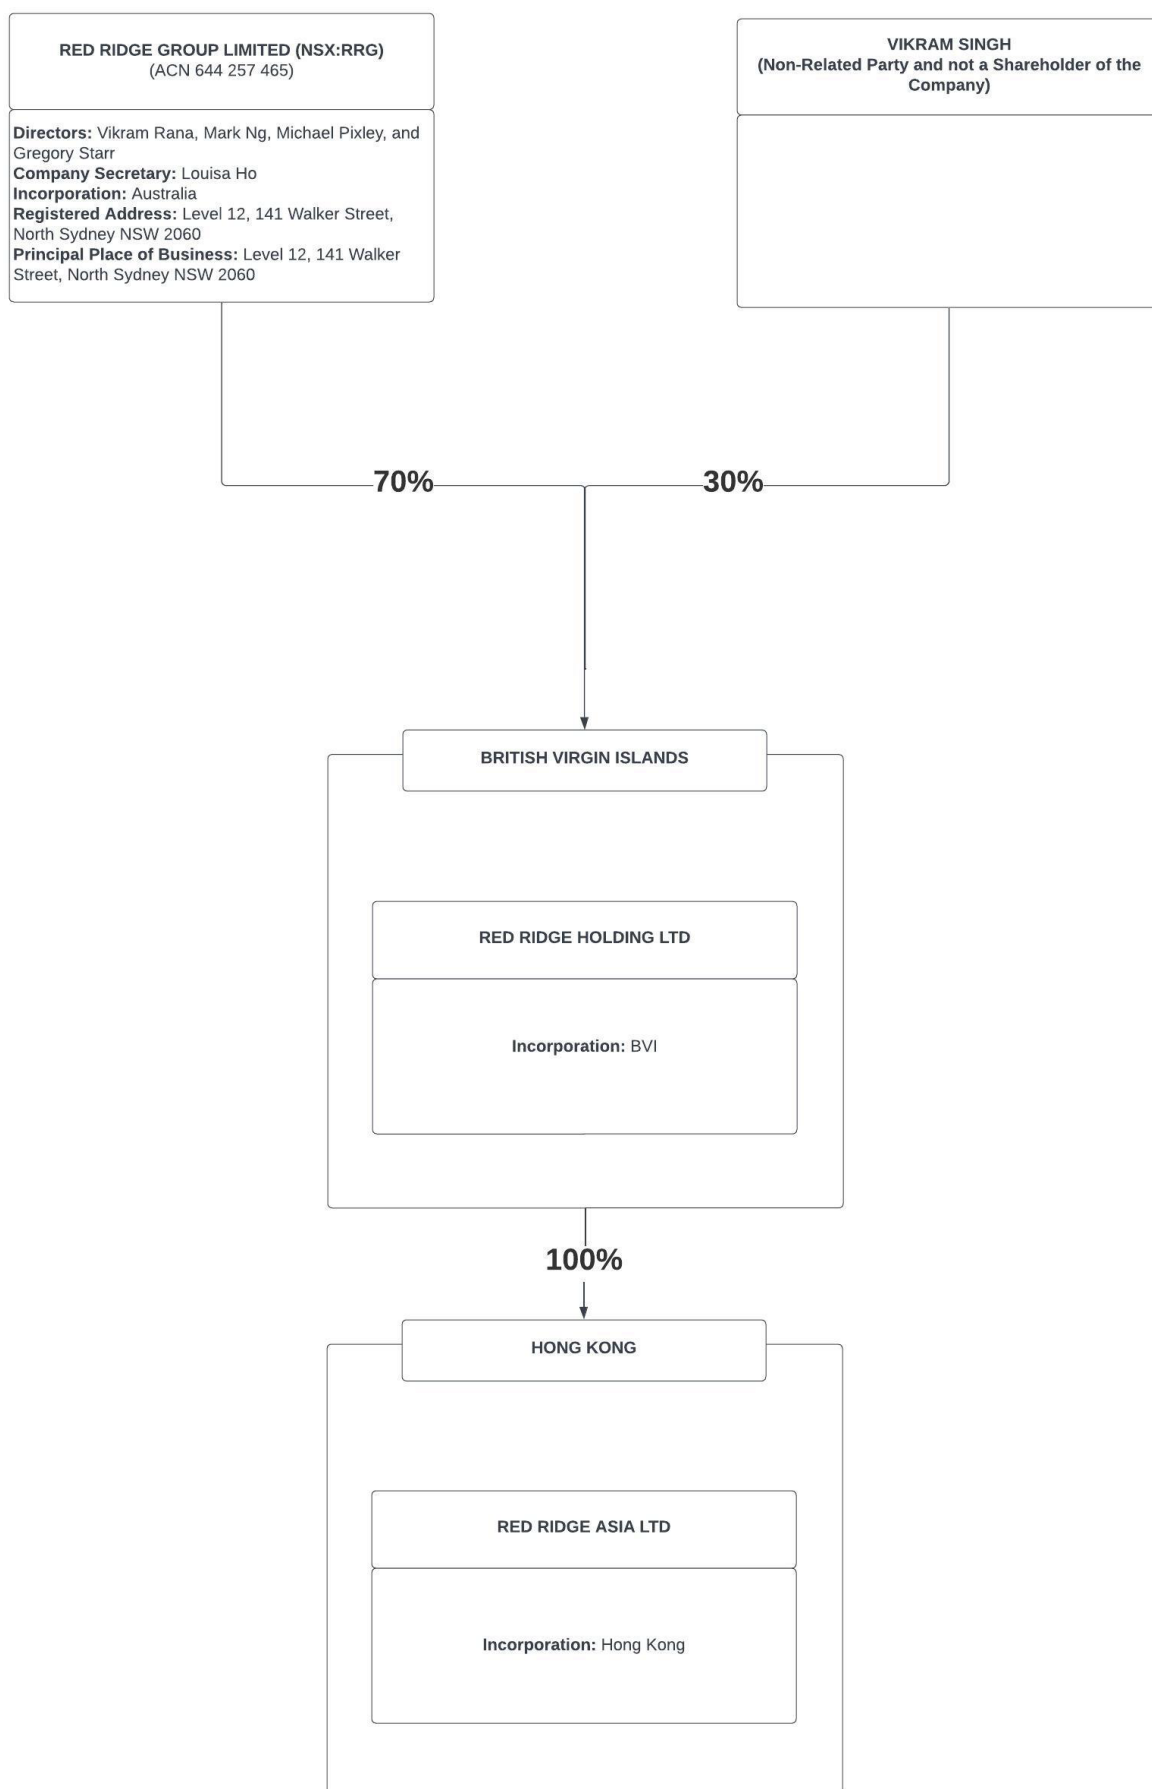 RED RIDGE GROUP LIMITED (NSX:RRG)
(ACN 644 257 465)
Directors: Vikram Rana, Mark Ng, Michael Pixley, and
Gregory Starr
Company Secretary: Louisa Ho
Incorporation: Australia
Registered Address: Level 12, 141 Walker Street,
North Sydney NSW 2060
Principal Place of Business: Level 12, 141 Walker
Street, North Sydney NSW 2060
VIKRAM SINGH
(Non-Related Party and not a Shareholder of the
Company)
70%
30%
BRITISH VIRGIN ISLANDS
RED RIDGE HOLDING LTD
Incorporation: BVI
100%
HONG KONG
RED RIDGE ASIA LTD
Incorporation: Hong Kong